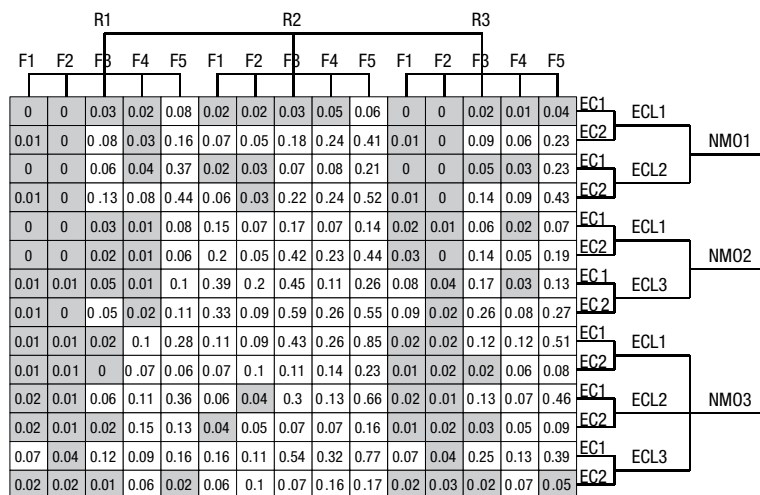 R1 R2 R3
F1 F2 F3 F4 F5 F1 F2 F3 F4 F5 F1 F2 F3 F4 F5
0 0 0.03 0.02 0.08 0.02 0.02 0.03 0.05 0.06 0 0 0.02 0.01 0.04 EC1 ECL1
0.01 0 0.08 0.03 0.16 0.07 0.05 0.18 0.24 0.41 0.01 0 0.09 0.06 0.23 EC2 NMO1
0 0 0.06 0.04 0.37 0.02 0.03 0.07 0.08 0.21 0 0 0.05 0.03 0.23 EC1 ECL2
0.01 0 0.13 0.08 0.44 0.06 0.03 0.22 0.24 0.52 0.01 0 0.14 0.09 0.43 EC2
0 0 0.03 0.01 0.08 0.15 0.07 0.17 0.07 0.14 0.02 0.01 0.06 0.02 0.07 EC1 ECL1
0 0 0.02 0.01 0.06 0.2 0.05 0.42 0.23 0.44 0.03 0 0.14 0.05 0.19 EC2 NMO2
0.01 0.01 0.05 0.01 0.1 0.39 0.2 0.45 0.11 0.26 0.08 0.04 0.17 0.03 0.13 EC1 ECL3
0.01 0 0.05 0.02 0.11 0.33 0.09 0.59 0.26 0.55 0.09 0.02 0.26 0.08 0.27 EC2
0.01 0.01 0.02 0.1 0.28 0.11 0.09 0.43 0.26 0.85 0.02 0.02 0.12 0.12 0.51 EC1 ECL1
0.01 0.01 0 0.07 0.06 0.07 0.1 0.11 0.14 0.23 0.01 0.02 0.02 0.06 0.08 EC2
0.02 0.01 0.06 0.11 0.36 0.06 0.04 0.3 0.13 0.66 0.02 0.01 0.13 0.07 0.46 EC1 ECL2 NMO3
0.02 0.01 0.02 0.15 0.13 0.04 0.05 0.07 0.07 0.16 0.01 0.02 0.03 0.05 0.09 EC2
0.07 0.04 0.12 0.09 0.16 0.16 0.11 0.54 0.32 0.77 0.07 0.04 0.25 0.13 0.39 EC1 ECL3
0.02 0.02 0.01 0.06 0.02 0.06 0.1 0.07 0.16 0.17 0.02 0.03 0.02 0.07 0.05 EC2